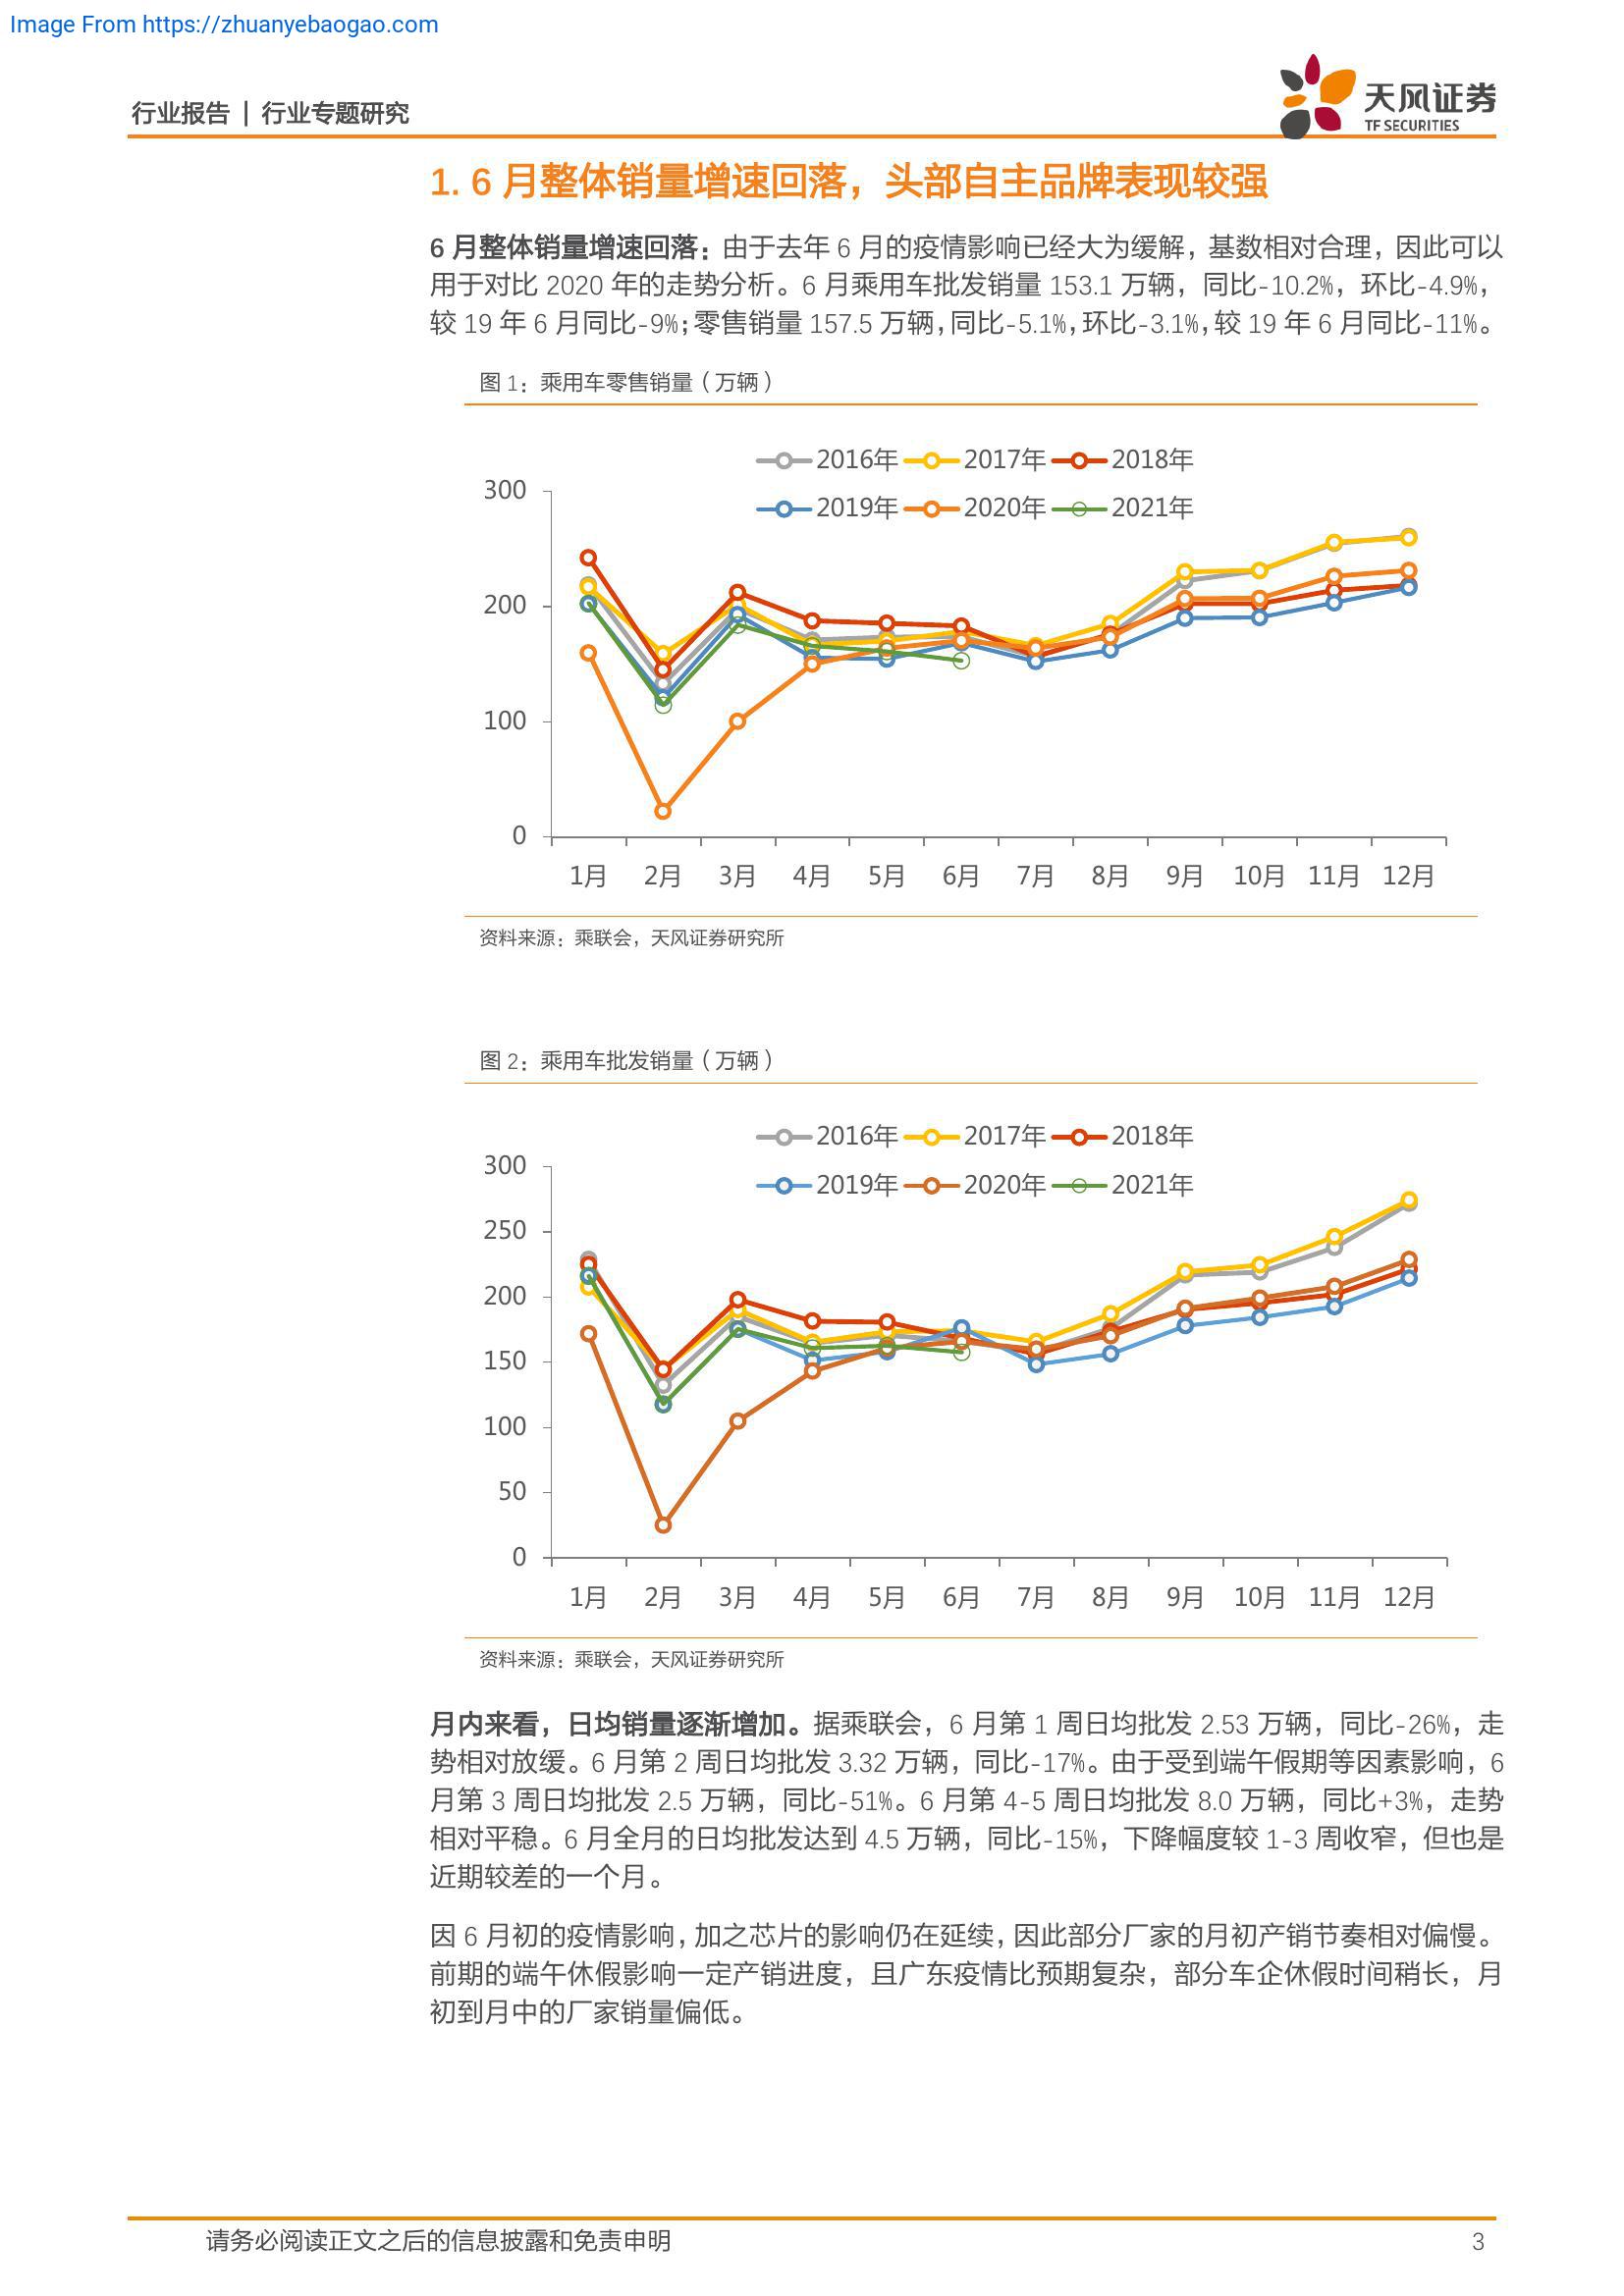 Image From https://zhuanyebaogao.com
行业报告 | 行业专题研究
天风证券
TF SECURITIES
1. 6 月整体销量增速回落，头部自主品牌表现较强
6 月整体销量增速回落：由于去年 6 月的疫情影响已经大为缓解，基数相对合理，因此可以
用于对比 2020 年的走势分析。6 月乘用车批发销量 153.1 万辆，同比-10.2%，环比-4.9%，
较 19 年 6 月同比-9%；零售销量 157.5 万辆，同比-5.1%，环比-3.1%，较 19 年 6 月同比-11%。
图 1：乘用车零售销量（万辆）
2016年 2017年 2018年
2019年 2020年 2021年
300
200
100
0
1月 2月 3月 4月 5月 6月 7月 8月 9月 10月 11月 12月
资料来源：乘联会，天风证券研究所
图 2：乘用车批发销量（万辆）
2016年 2017年 2018年
2019年 2020年 2021年
300
250
200
150
100
50
0
1月 2月 3月 4月 5月 6月 7月 8月 9月 10月 11月 12月
资料来源：乘联会，天风证券研究所
月内来看，日均销量逐渐增加。据乘联会，6 月第 1 周日均批发 2.53 万辆，同比-26%，走
势相对放缓。6 月第 2 周日均批发 3.32 万辆，同比-17%。由于受到端午假期等因素影响，6
月第 3 周日均批发 2.5 万辆，同比-51%。6 月第 4-5 周日均批发 8.0 万辆，同比+3%，走势
相对平稳。6 月全月的日均批发达到 4.5 万辆，同比-15%，下降幅度较 1-3 周收窄，但也是
近期较差的一个月。
因 6 月初的疫情影响，加之芯片的影响仍在延续，因此部分厂家的月初产销节奏相对偏慢。
前期的端午休假影响一定产销进度，且广东疫情比预期复杂，部分车企休假时间稍长，月
初到月中的厂家销量偏低。
请务必阅读正文之后的信息披露和免责申明
3